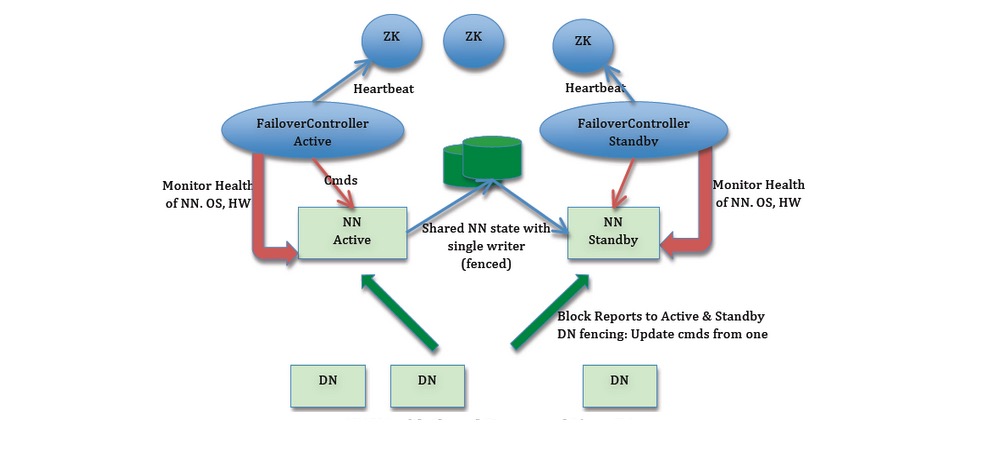 ZK
ZK
ZK
Heartbeat
Heartbeat
FailoverController
Active
FailoverController
Standby
Cmds
Monitor Health
of NN. OS, HW
Monitor Health
of NN. OS, HW
NN
Active
NN
Standby
Shared NN state with
single writer
(fenced)
Block Reports to Active & Standby
DN fencing: Update cmds from one
DN
DN
DN